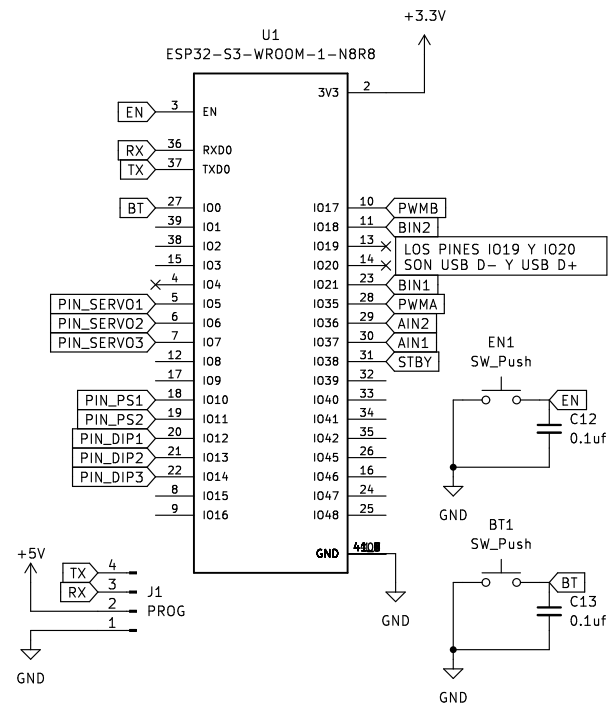 +3.3V
U1
ESP32-S3-WROOM-1-N8R8
3V3 2
EN 3 EN
RX 36 RXD0
TX 37 TXD0
BT 27 IO0
39 IO1
38 IO2
15 IO3
4 IO4
PIN_SERVO1 5 IO5
PIN_SERVO2 6 IO6
PIN_SERVO3 7 IO7
12 IO8
17 IO9
PIN_PS1 18 IO10
PIN_PS2 19 IO11
PIN_DIP1 20 IO12
PIN_DIP2 21 IO13
PIN_DIP3 22 IO14
8 IO15
9 IO16
IO17 10 PWMB
IO18 11 BIN2
IO19 13
IO20 14
LOS PINES IO19 Y IO20
SON USB D- Y USB D+
IO21 23 BIN1
IO35 28 PWMA
IO36 29 AIN2
IO37 30 AIN1
IO38 31 STBY
IO39 32
IO40 33
IO41 34
IO42 35
IO45 26
IO46 16
IO47 24
IO48 25
GND
GND
EN1
SW_Push
EN
C12
0.1uf
GND
BT1
SW_Push
BT
C13
0.1uf
GND
+5V
TX 4
RX 3
2
1
J1
PROG
GND